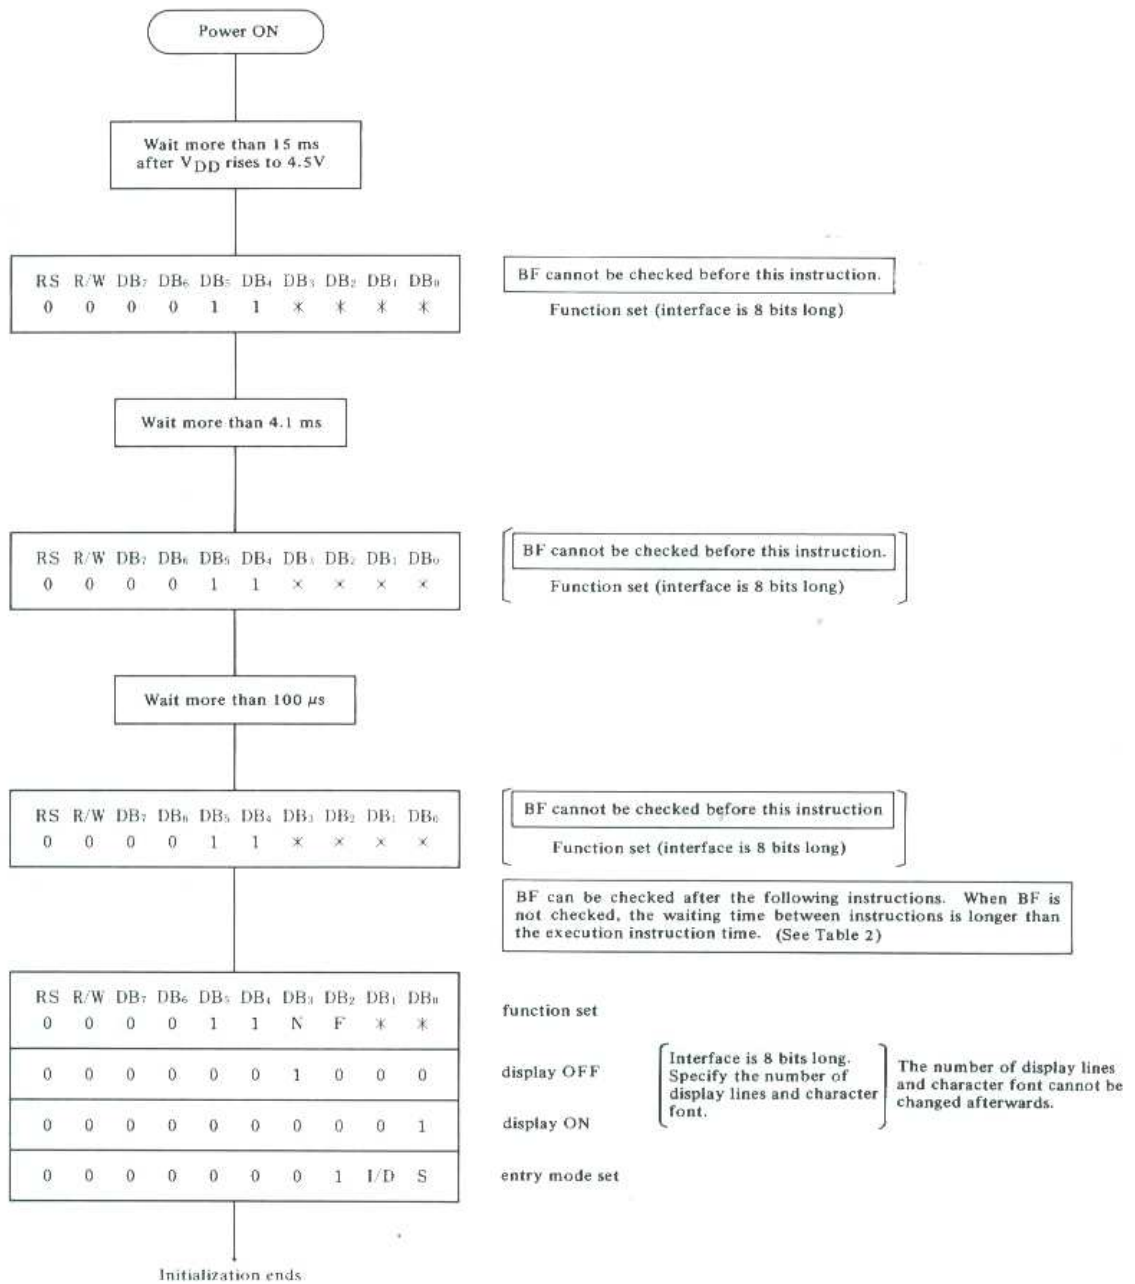 Power ON
Wait more than 15 ms
after VDD rises to 4.5V
RS R/W DB₇ DB₆ DB₅ DB₄ DB₃ DB₂ DB₁ DB₀
0 0 0 0 1 1 * * * *
BF cannot be checked before this instruction.
Function set (interface is 8 bits long)
Wait more than 4.1 ms
RS R/W DB₇ DB₆ DB₅ DB₄ DB₃ DB₂ DB₁ DB₀
0 0 0 0 1 1 * * * *
BF cannot be checked before this instruction.
Function set (interface is 8 bits long)
Wait more than 100 μs
RS R/W DB₇ DB₆ DB₅ DB₄ DB₃ DB₂ DB₁ DB₀
0 0 0 0 1 1 * * * *
BF cannot be checked before this instruction
Function set (interface is 8 bits long)
BF can be checked after the following instructions. When BF is
not checked, the waiting time between instructions is longer than
the execution instruction time. (See Table 2)
RS R/W DB₇ DB₆ DB₅ DB₄ DB₃ DB₂ DB₁ DB₀
0 0 0 0 1 1 N F * *
function set
0 0 0 0 0 0 1 0 0 0
display OFF
Interface is 8 bits long.
Specify the number of
display lines and character
font.
The number of display lines
and character font cannot be
changed afterwards.
0 0 0 0 0 0 0 0 0 1
display ON
0 0 0 0 0 0 0 1 I/D S
entry mode set
Initialization ends